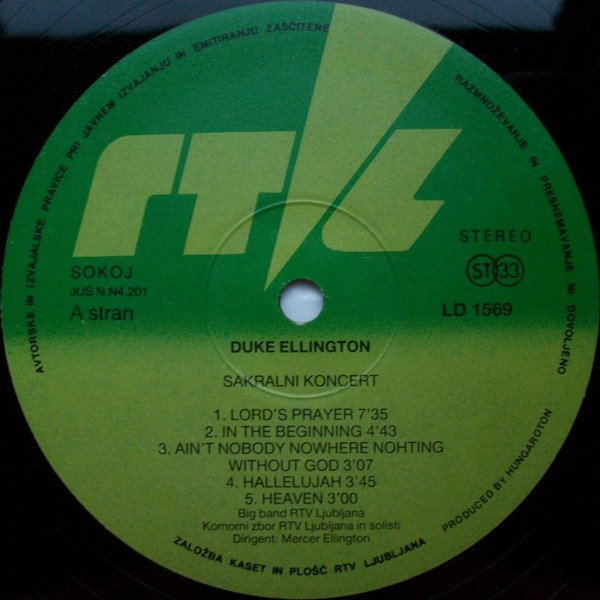 AVTORSKE IN IZVAJALSKE PRAVICE PRI JAVNEM IZVAJANJU IN EMITIRANJU ZAŠČITENE
RAZMNOŽEVANJE IN PRESNEMAVANJE NI DOVOLJENO
rtl
STEREO
SOKOJ
ST 33
JUS N.N4.201
A stran
LD 1569
DUKE ELLINGTON
SAKRALNI KONCERT
1. LORD'S PRAYER 7'35
2. IN THE BEGINNING 4'43
3. AIN'T NOBODY NOWHERE NOHTING
WITHOUT GOD 3'07
4. HALLELUJAH 3'45
5. HEAVEN 3'00
Big band RTV Ljubljana
Komorni zbor RTV Ljubljana in solisti
Dirigent: Mercer Ellington
PRODUCED BY HUNGAROTON
ZALOŽBA KASET IN PLOŠČ RTV LJUBLJANA